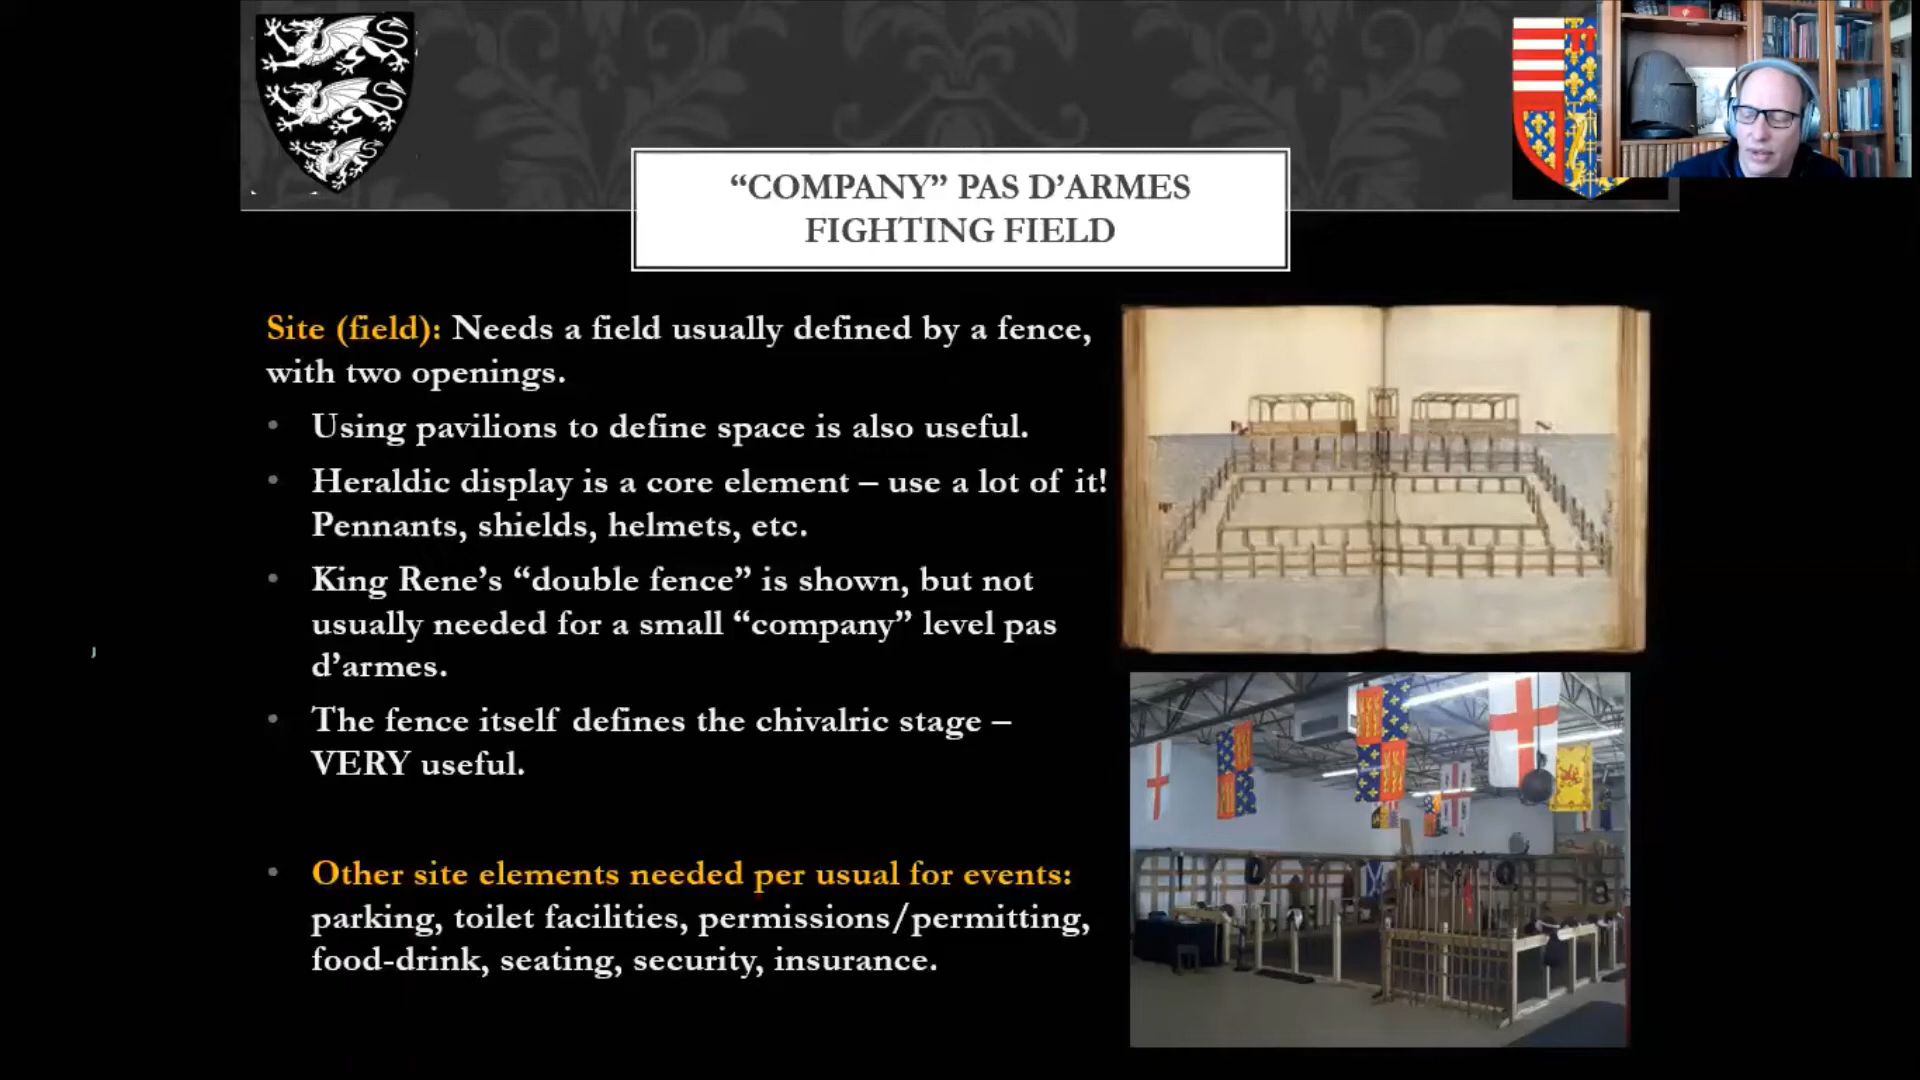 “COMPANY” PAS D’ARMES
FIGHTING FIELD
Site (field): Needs a field usually defined by a fence,
with two openings.
• Using pavilions to define space is also useful.
• Heraldic display is a core element – use a lot of it!
Pennants, shields, helmets, etc.
• King Rene’s “double fence” is shown, but not
usually needed for a small “company” level pas
d’armes.
• The fence itself defines the chivalric stage –
VERY useful.
• Other site elements needed per usual for events:
parking, toilet facilities, permissions/permitting,
food-drink, seating, security, insurance.